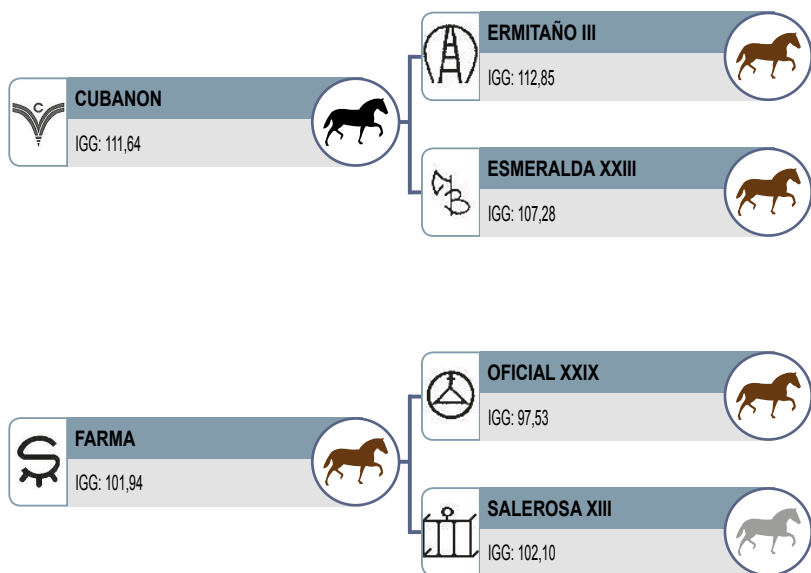 ERMITAÑO III
IGG: 112,85
CUBANON
IGG: 111,64
C
ESMERALDA XXIII
IGG: 107,28
OFICIAL XXIX
IGG: 97,53
FARMA
IGG: 101,94
SALEROSA XIII
IGG: 102,10